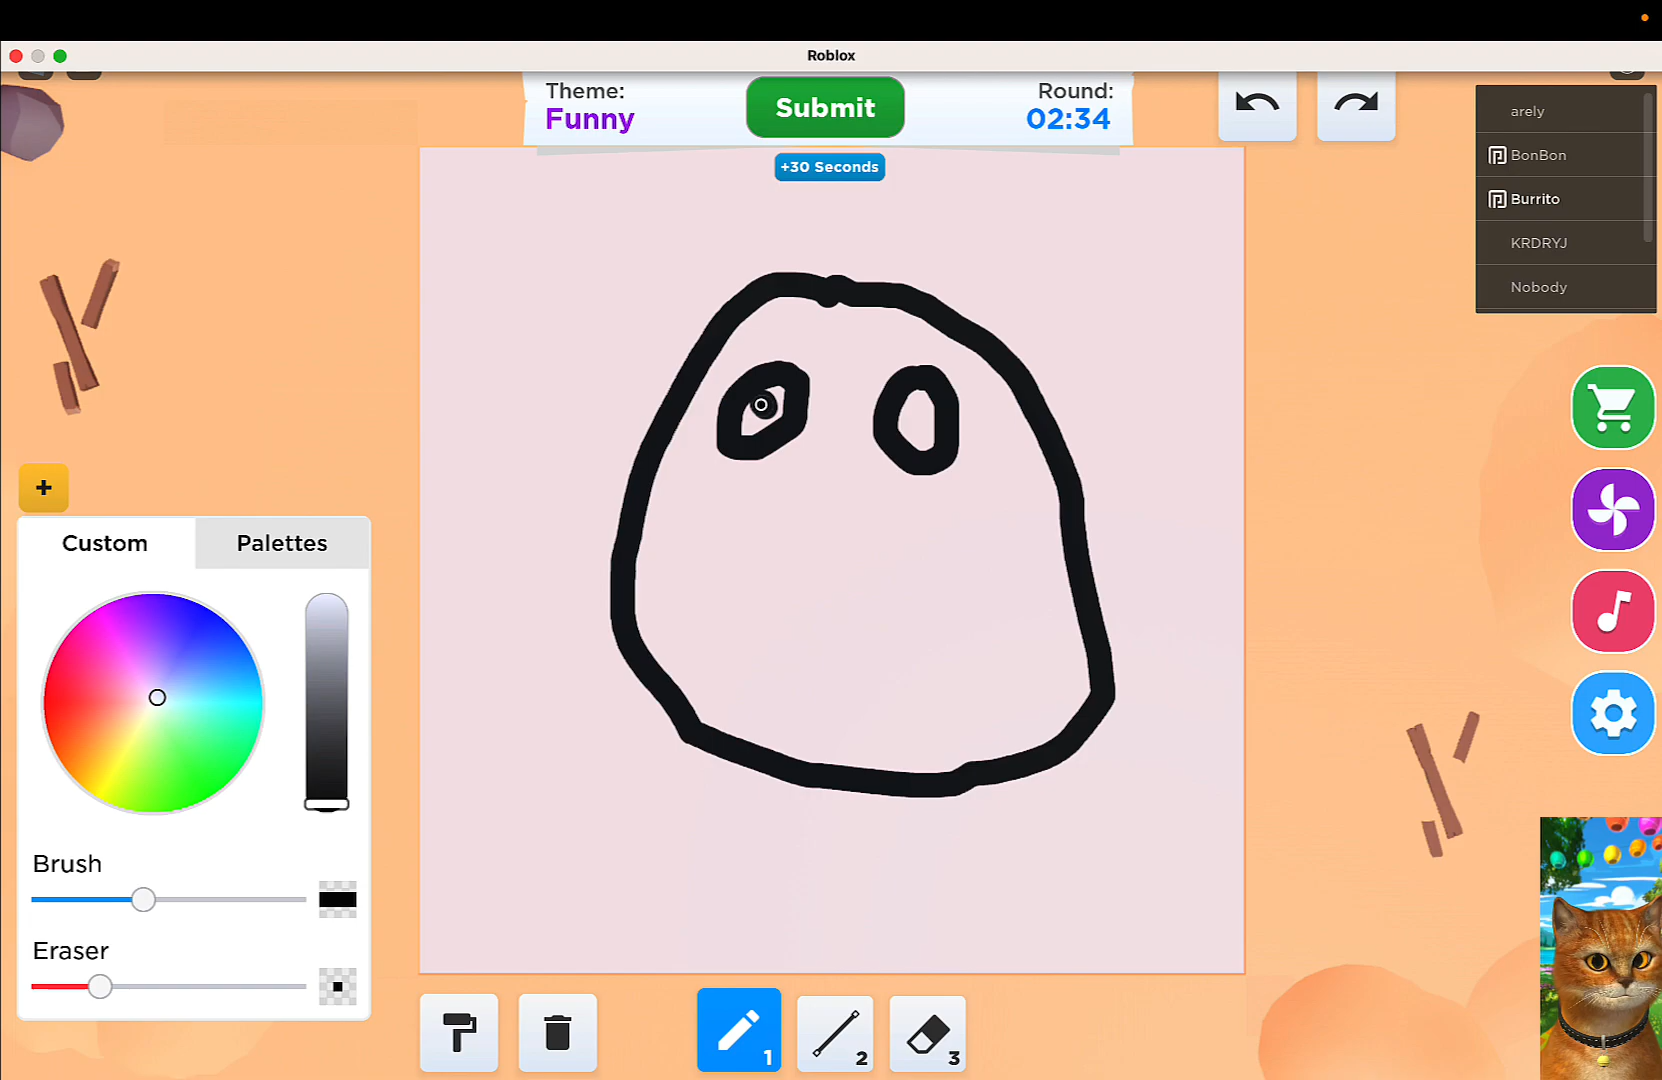 Roblox
Theme:
Funny
Submit
Round:
02:34
+30 Seconds
arely
BonBon
Burrito
KRDRYJ
Nobody
+
Custom
Palettes
Brush
Eraser
1
2
3